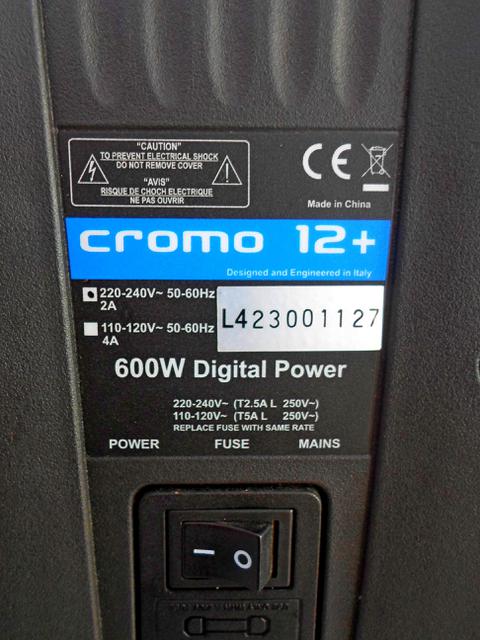 "CAUTION"
TO PREVENT ELECTRICAL SHOCK
DO NOT REMOVE COVER
"AVIS"
RISQUE DE CHOCH ELECTRIQUE
NE PAS OUVRIR
CE
Made in China
cromo 12+
Designed and Engineered in Italy
220-240V~ 50-60Hz
2A
110-120V~ 50-60Hz
4A
L423001127
600W Digital Power
220-240V~ (T2.5A L 250V~)
110-120V~ (T5A L 250V~)
REPLACE FUSE WITH SAME RATE
POWER FUSE MAINS